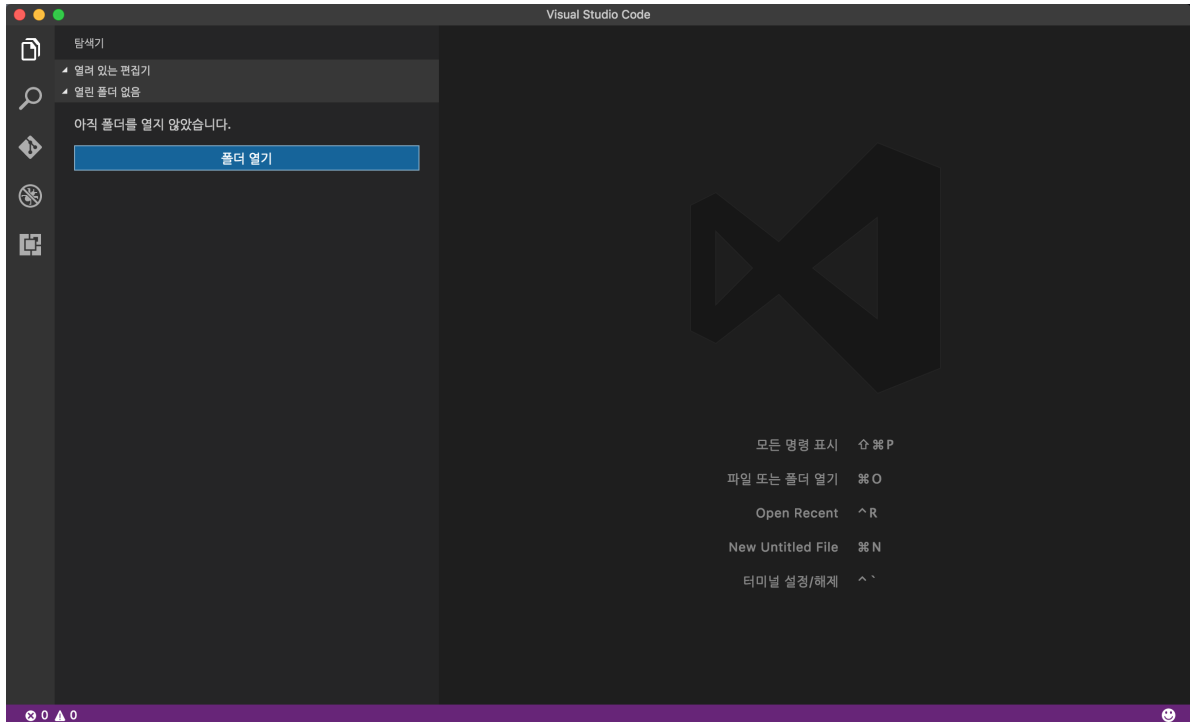 Visual Studio Code
탐색기
열려 있는 편집기
열린 폴더 없음
아직 폴더를 열지 않았습니다.
폴더 열기
모든 명령 표시 ⇧⌘P
파일 또는 폴더 열기 ⌘O
Open Recent ^R
New Untitled File ⌘N
터미널 설정/해제 ^`
0 0